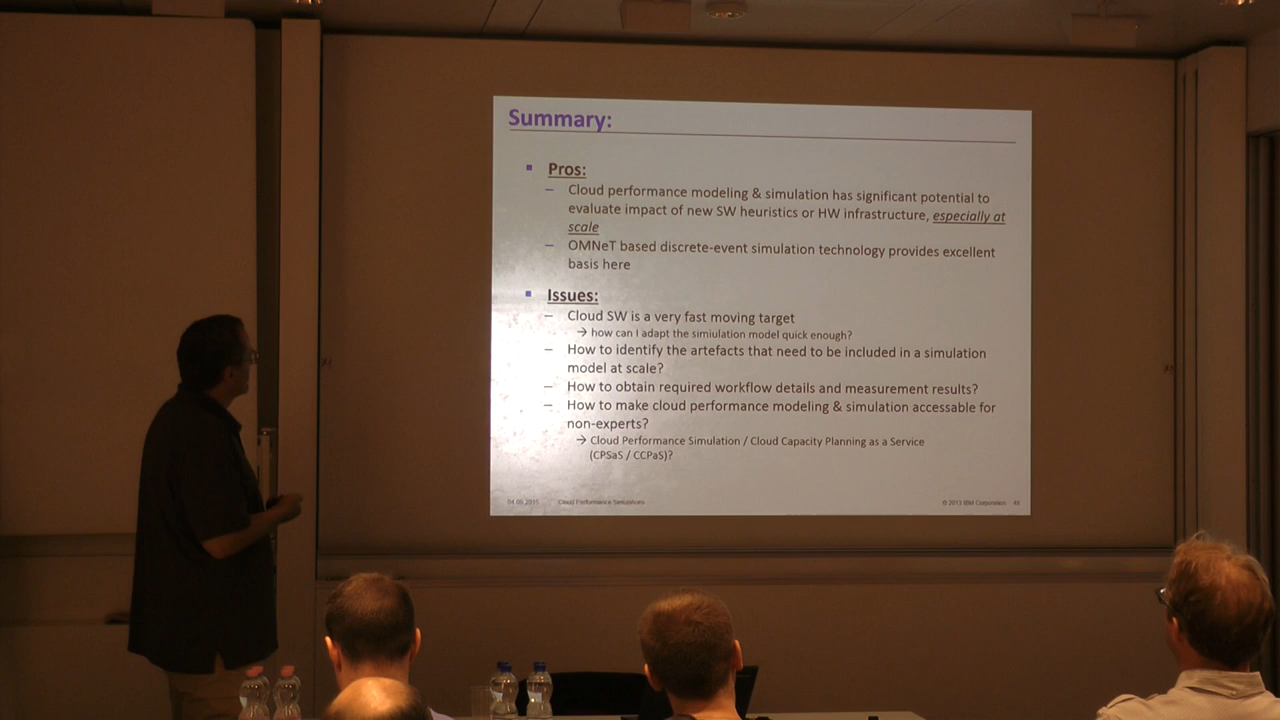 Summary:
Pros:
– Cloud performance modeling & simulation has significant potential to
evaluate impact of new SW heuristics or HW infrastructure, especially at
scale
– OMNeT based discrete-event simulation technology provides excellent
basis here
Issues:
– Cloud SW is a very fast moving target
→ how can I adapt the simiulation model quick enough?
– How to identify the artefacts that need to be included in a simulation
model at scale?
– How to obtain required workflow details and measurement results?
– How to make cloud performance modeling & simulation accessable for
non-experts?
→ Cloud Performance Simulation / Cloud Capacity Planning as a Service
(CPSaS / CCPaS)?
04.09.2015 Cloud Performance Simulations © 2013 IBM Corporation